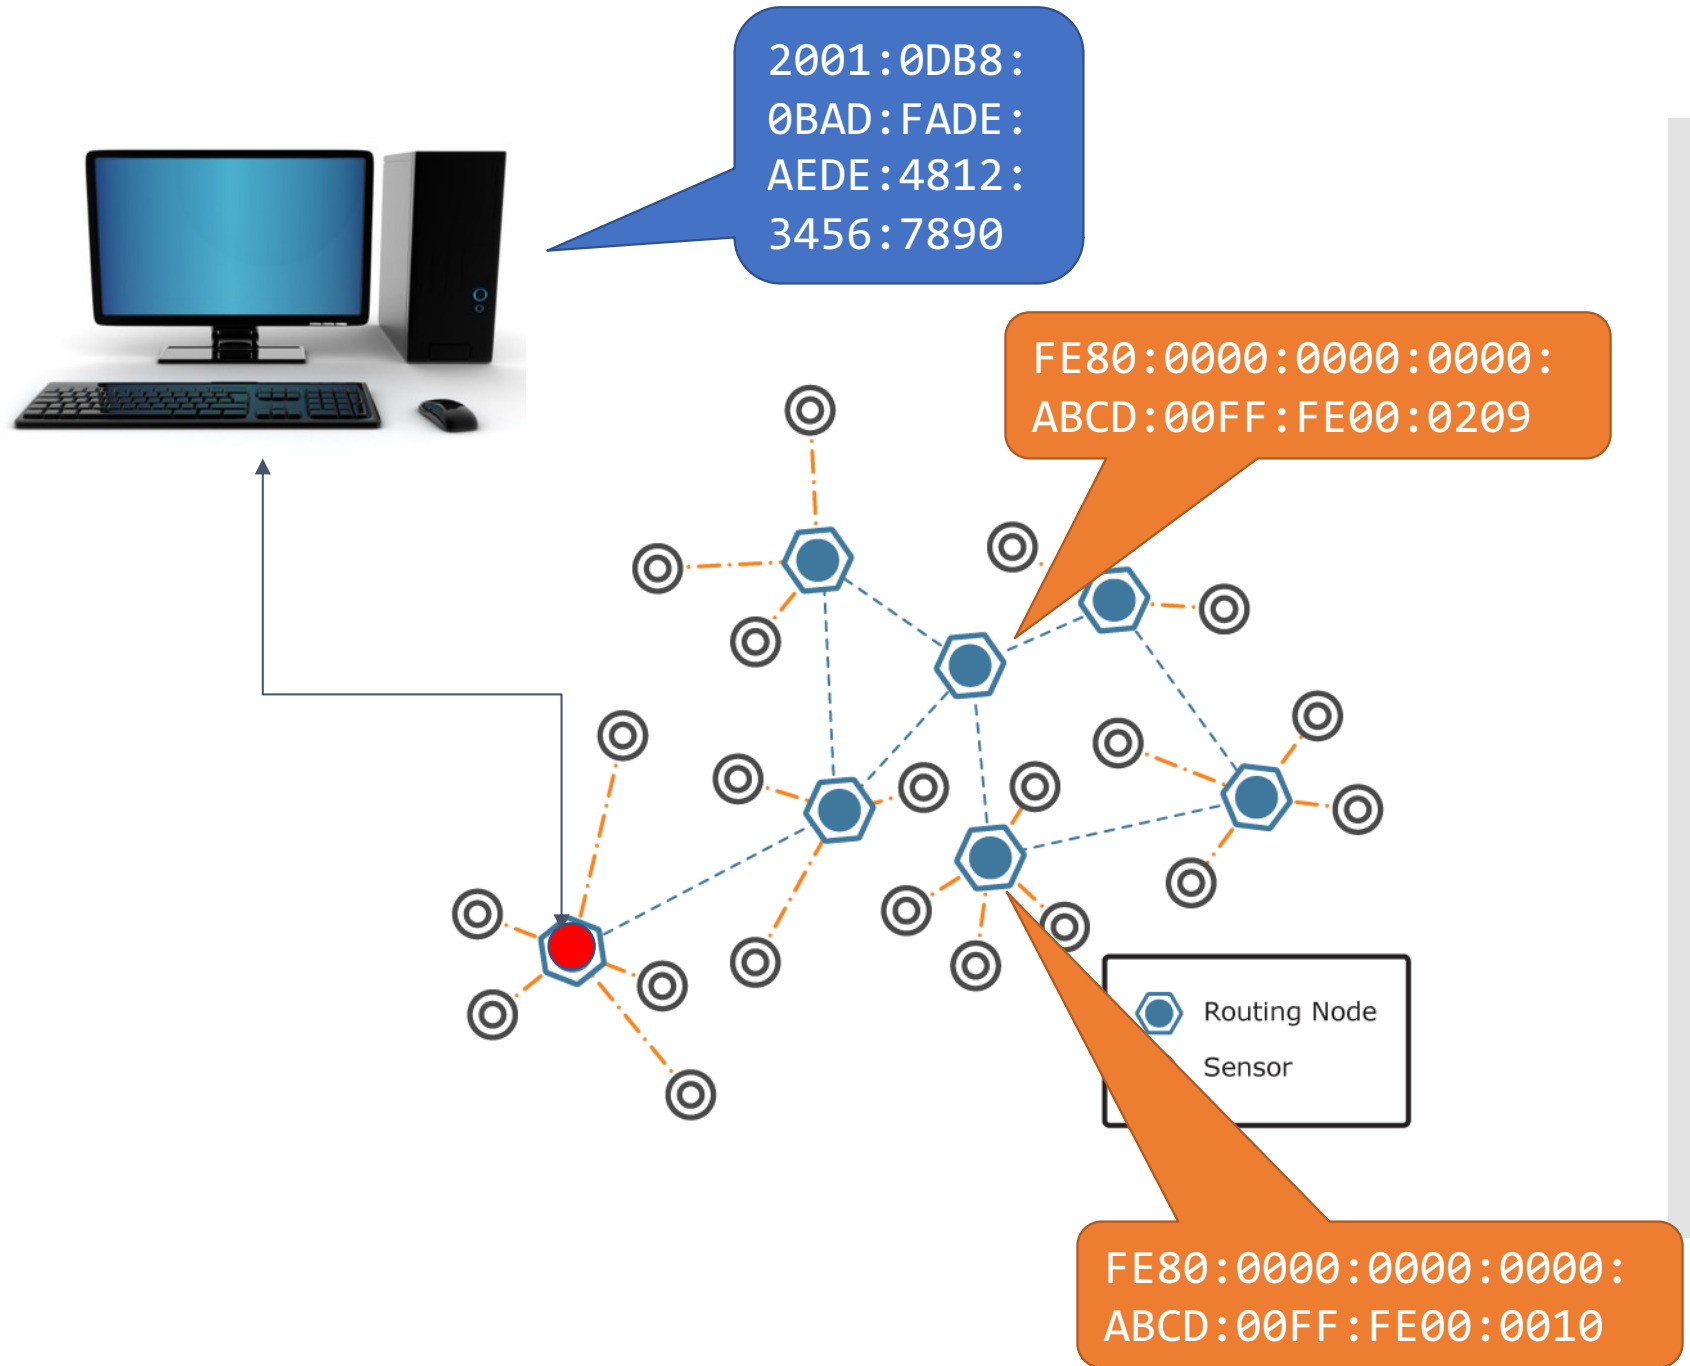 2001:0DB8:
0BAD:FADE:
AEDE:4812:
3456:7890
FE80:0000:0000:0000:
ABCD:00FF:FE00:0209
Routing Node
Sensor
FE80:0000:0000:0000:
ABCD:00FF:FE00:0010